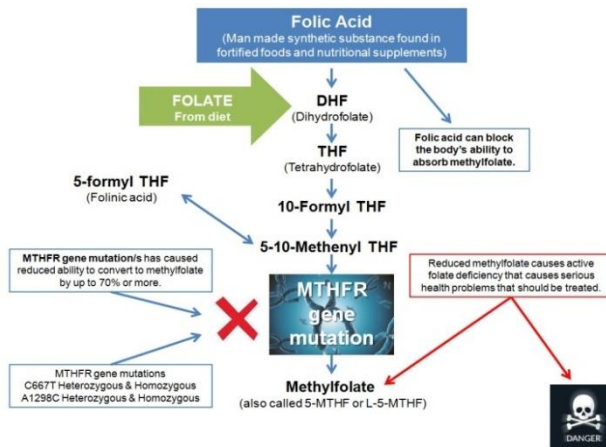 Folic Acid
(Man made synthetic substance found in
fortified foods and nutritional supplements)
FOLATE
From diet
DHF
(Dihydrofolate)
Folic acid can block
the body's ability to
absorb methylfolate.
THF
(Tetrahydrofolate)
5-formyl THF
(Folinic acid)
10-Formyl THF
5-10-Methenyl THF
MTHFR gene mutation/s has caused
reduced ability to convert to methylfolate
by up to 70% or more.
Reduced methylfolate causes active
folate deficiency that causes serious
health problems that should be treated.
MTHFR
gene
mutation
MTHFR gene mutations
C667T Heterozygous & Homozygous
A1298C Heterozygous & Homozygous
Methylfolate
(also called 5-MTHF or L-5-MTHF)
DANGER